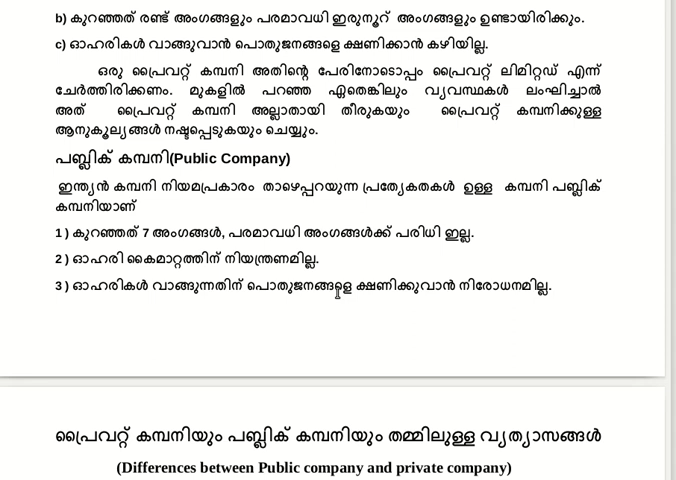 b) കുറഞ്ഞത് രണ്ട് അംഗങ്ങളും പരമാവധി ഇരുനൂറ് അംഗങ്ങളും ഉണ്ടായിരിക്കും.
c) ഓഹരികൾ വാങ്ങുവാൻ പൊതുജനങ്ങളെ ക്ഷണിക്കാൻ കഴിയില്ല.
ഒരു പ്രൈവറ്റ് കമ്പനി അതിന്റെ പേരിനോടൊപ്പം പ്രൈവറ്റ് ലിമിറ്റഡ് എന്ന്
ചേർത്തിരിക്കണം. മുകളിൽ പറഞ്ഞ ഏതെങ്കിലും വ്യവസ്ഥകൾ ലംഘിച്ചാൽ
അത് പ്രൈവറ്റ് കമ്പനി അല്ലാതായി തീരുകയും പ്രൈവറ്റ് കമ്പനിക്കുള്ള
ആനുകൂല്യങ്ങൾ നഷ്ടപ്പെടുകയും ചെയ്യും.
പബ്ലിക് കമ്പനി(Public Company)
ഇന്ത്യൻ കമ്പനി നിയമപ്രകാരം താഴെപ്പറയുന്ന പ്രത്യേകതകൾ ഉള്ള കമ്പനി പബ്ലിക്
കമ്പനിയാണ്
1 ) കുറഞ്ഞത് 7 അംഗങ്ങൾ, പരമാവധി അംഗങ്ങൾക്ക് പരിധി ഇല്ല.
2 ) ഓഹരി കൈമാറ്റത്തിന് നിയന്ത്രണമില്ല.
3 ) ഓഹരികൾ വാങ്ങുന്നതിന് പൊതുജനങ്ങളെ ക്ഷണിക്കുവാൻ നിരോധനമില്ല.
പ്രൈവറ്റ് കമ്പനിയും പബ്ലിക് കമ്പനിയും തമ്മിലുള്ള വ്യത്യാസങ്ങൾ
(Differences between Public company and private company)